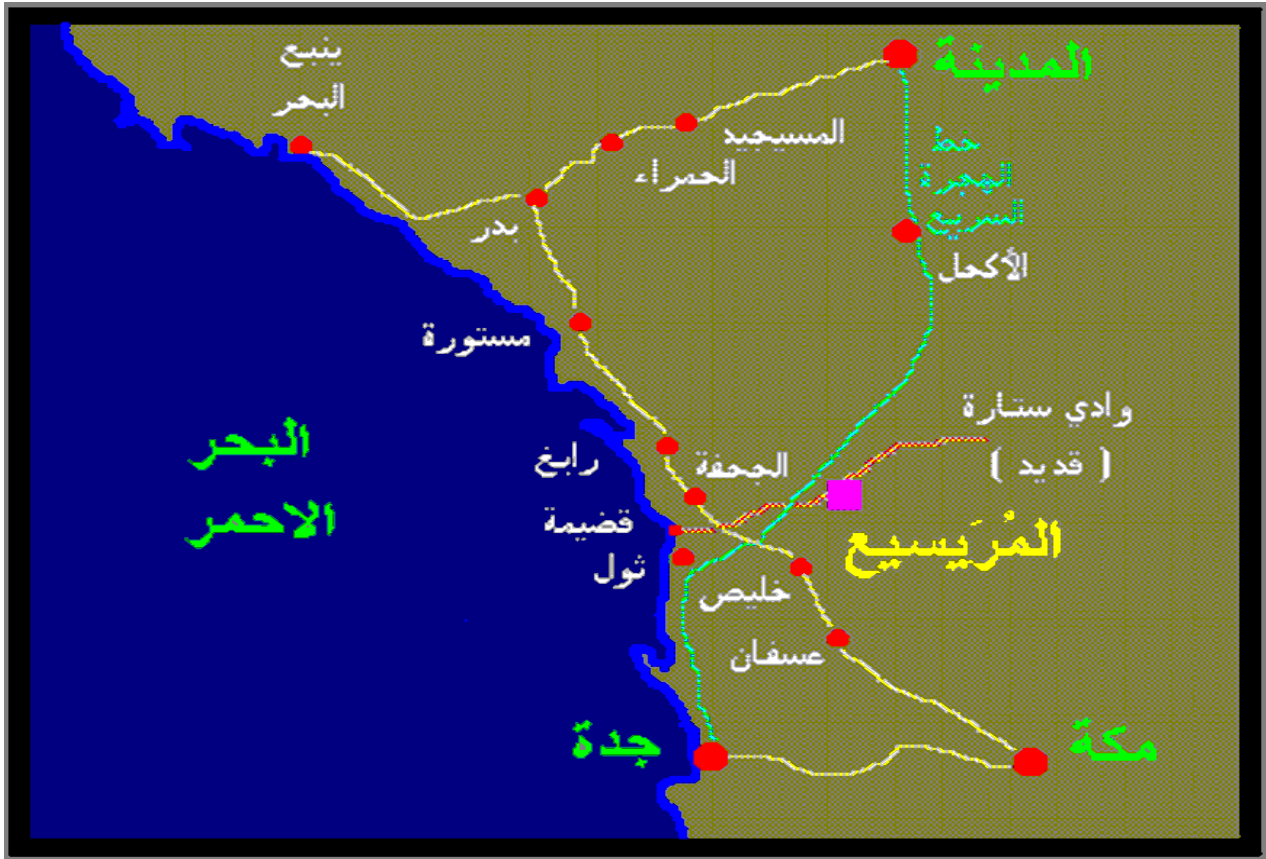 ينبع
البحر
المدينة
المسيجيد
الحمراء
خط
الهجرة
السريع
بدر
الأكحل
مستورة
وادي ستارة
( قديد )
البحر
الاحمر
رابغ
الجحفة
قضيمة
المُرَيسيع
ثول
خليص
عسفان
جدة
مكة